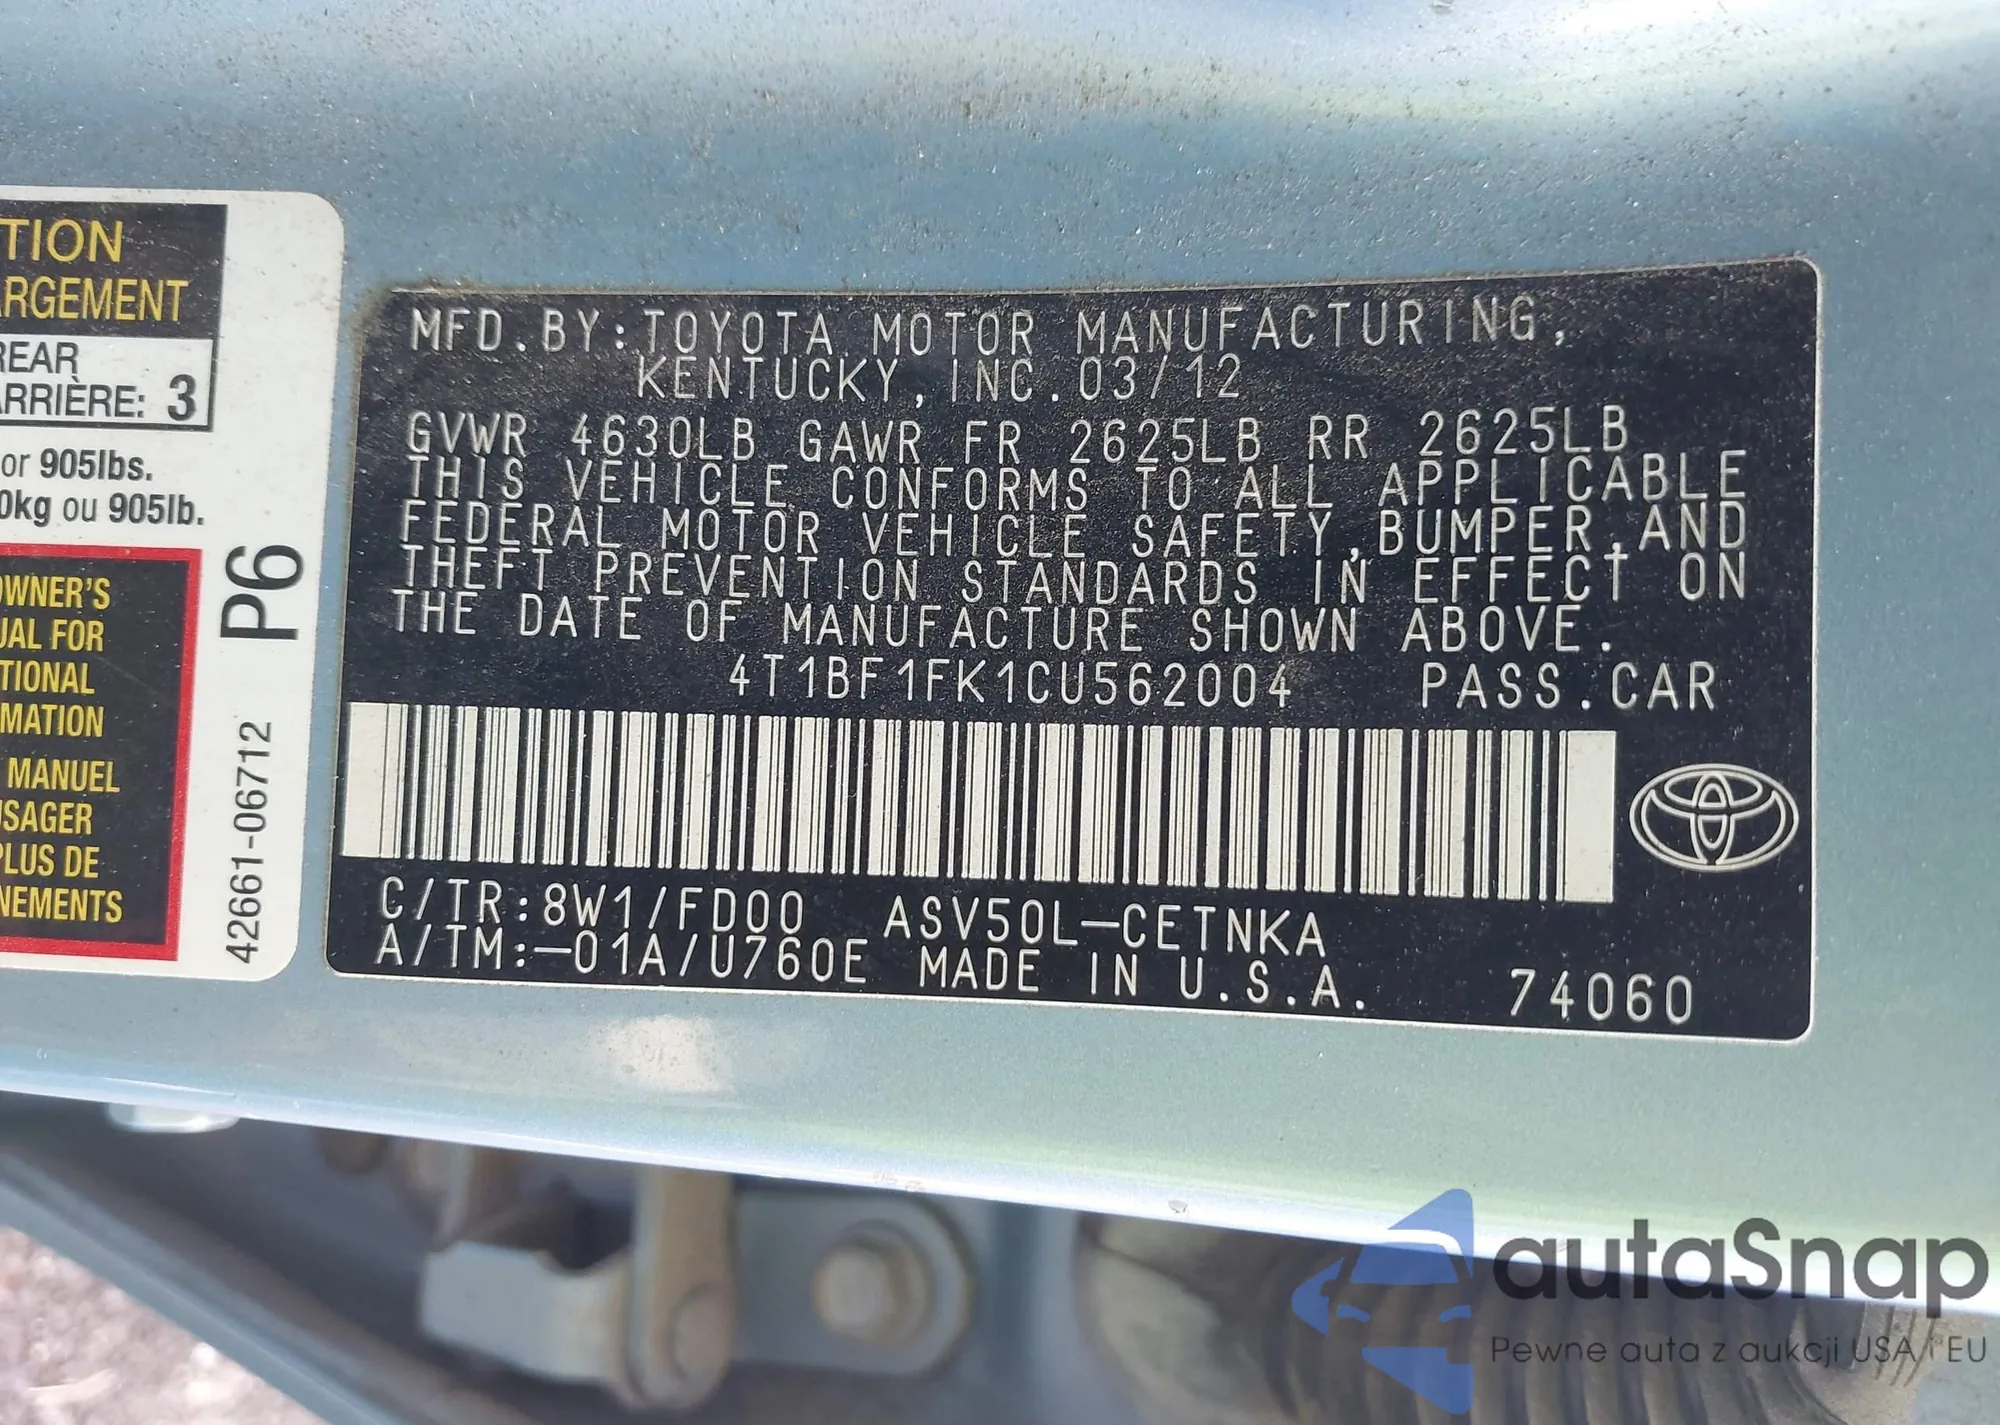 TION
ARGEMENT
REAR
ARRIÈRE: 3
or 905lbs.
0kg ou 905lb.
OWNER'S
UAL FOR
TIONAL
MATION
MANUEL
USAGER
PLUS DE
NEMENTS
P6
42661-06712
MFD.BY:TOYOTA MOTOR MANUFACTURING,
KENTUCKY,INC.03/12
GVWR 4630LB GAWR FR 2625LB RR 2625LB
THIS VEHICLE CONFORMS TO ALL APPLICABLE
FEDERAL MOTOR VEHICLE SAFETY,BUMPER,AND
THEFT PREVENTION STANDARDS IN EFFECT ON
THE DATE OF MANUFACTURE SHOWN ABOVE.
4T1BF1FK1CU562004 PASS.CAR
C/TR:8W1/FD00 ASV50L-CETNKA
A/TM:-01A/U760E MADE IN U.S.A. 74060
autaSnap
Pewne auta z aukcji USA i EU